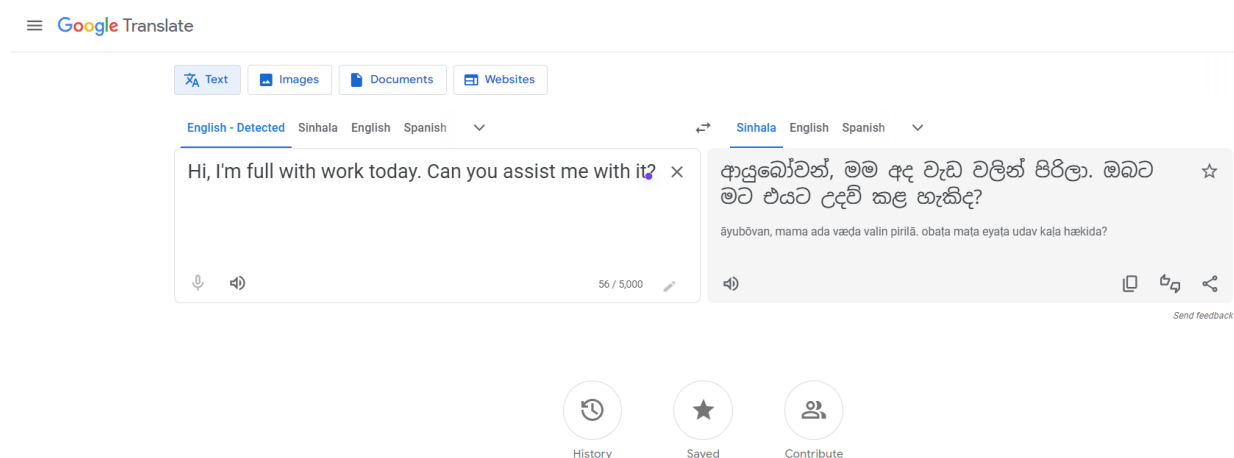 Google Translate
Text Images Documents Websites
English - Detected Sinhala English Spanish
Sinhala English Spanish
Hi, I'm full with work today. Can you assist me with it?
ආයුබෝවන්, මම අද වැඩ වලින් පිරිලා. ඔබට
මට එයට උදව් කළ හැකිද?
āyubōvan, mama ada væḍa valin pirilā. obaṭa maṭa eyaṭa udav kaḷa hækida?
56 / 5,000
Send feedback
History Saved Contribute